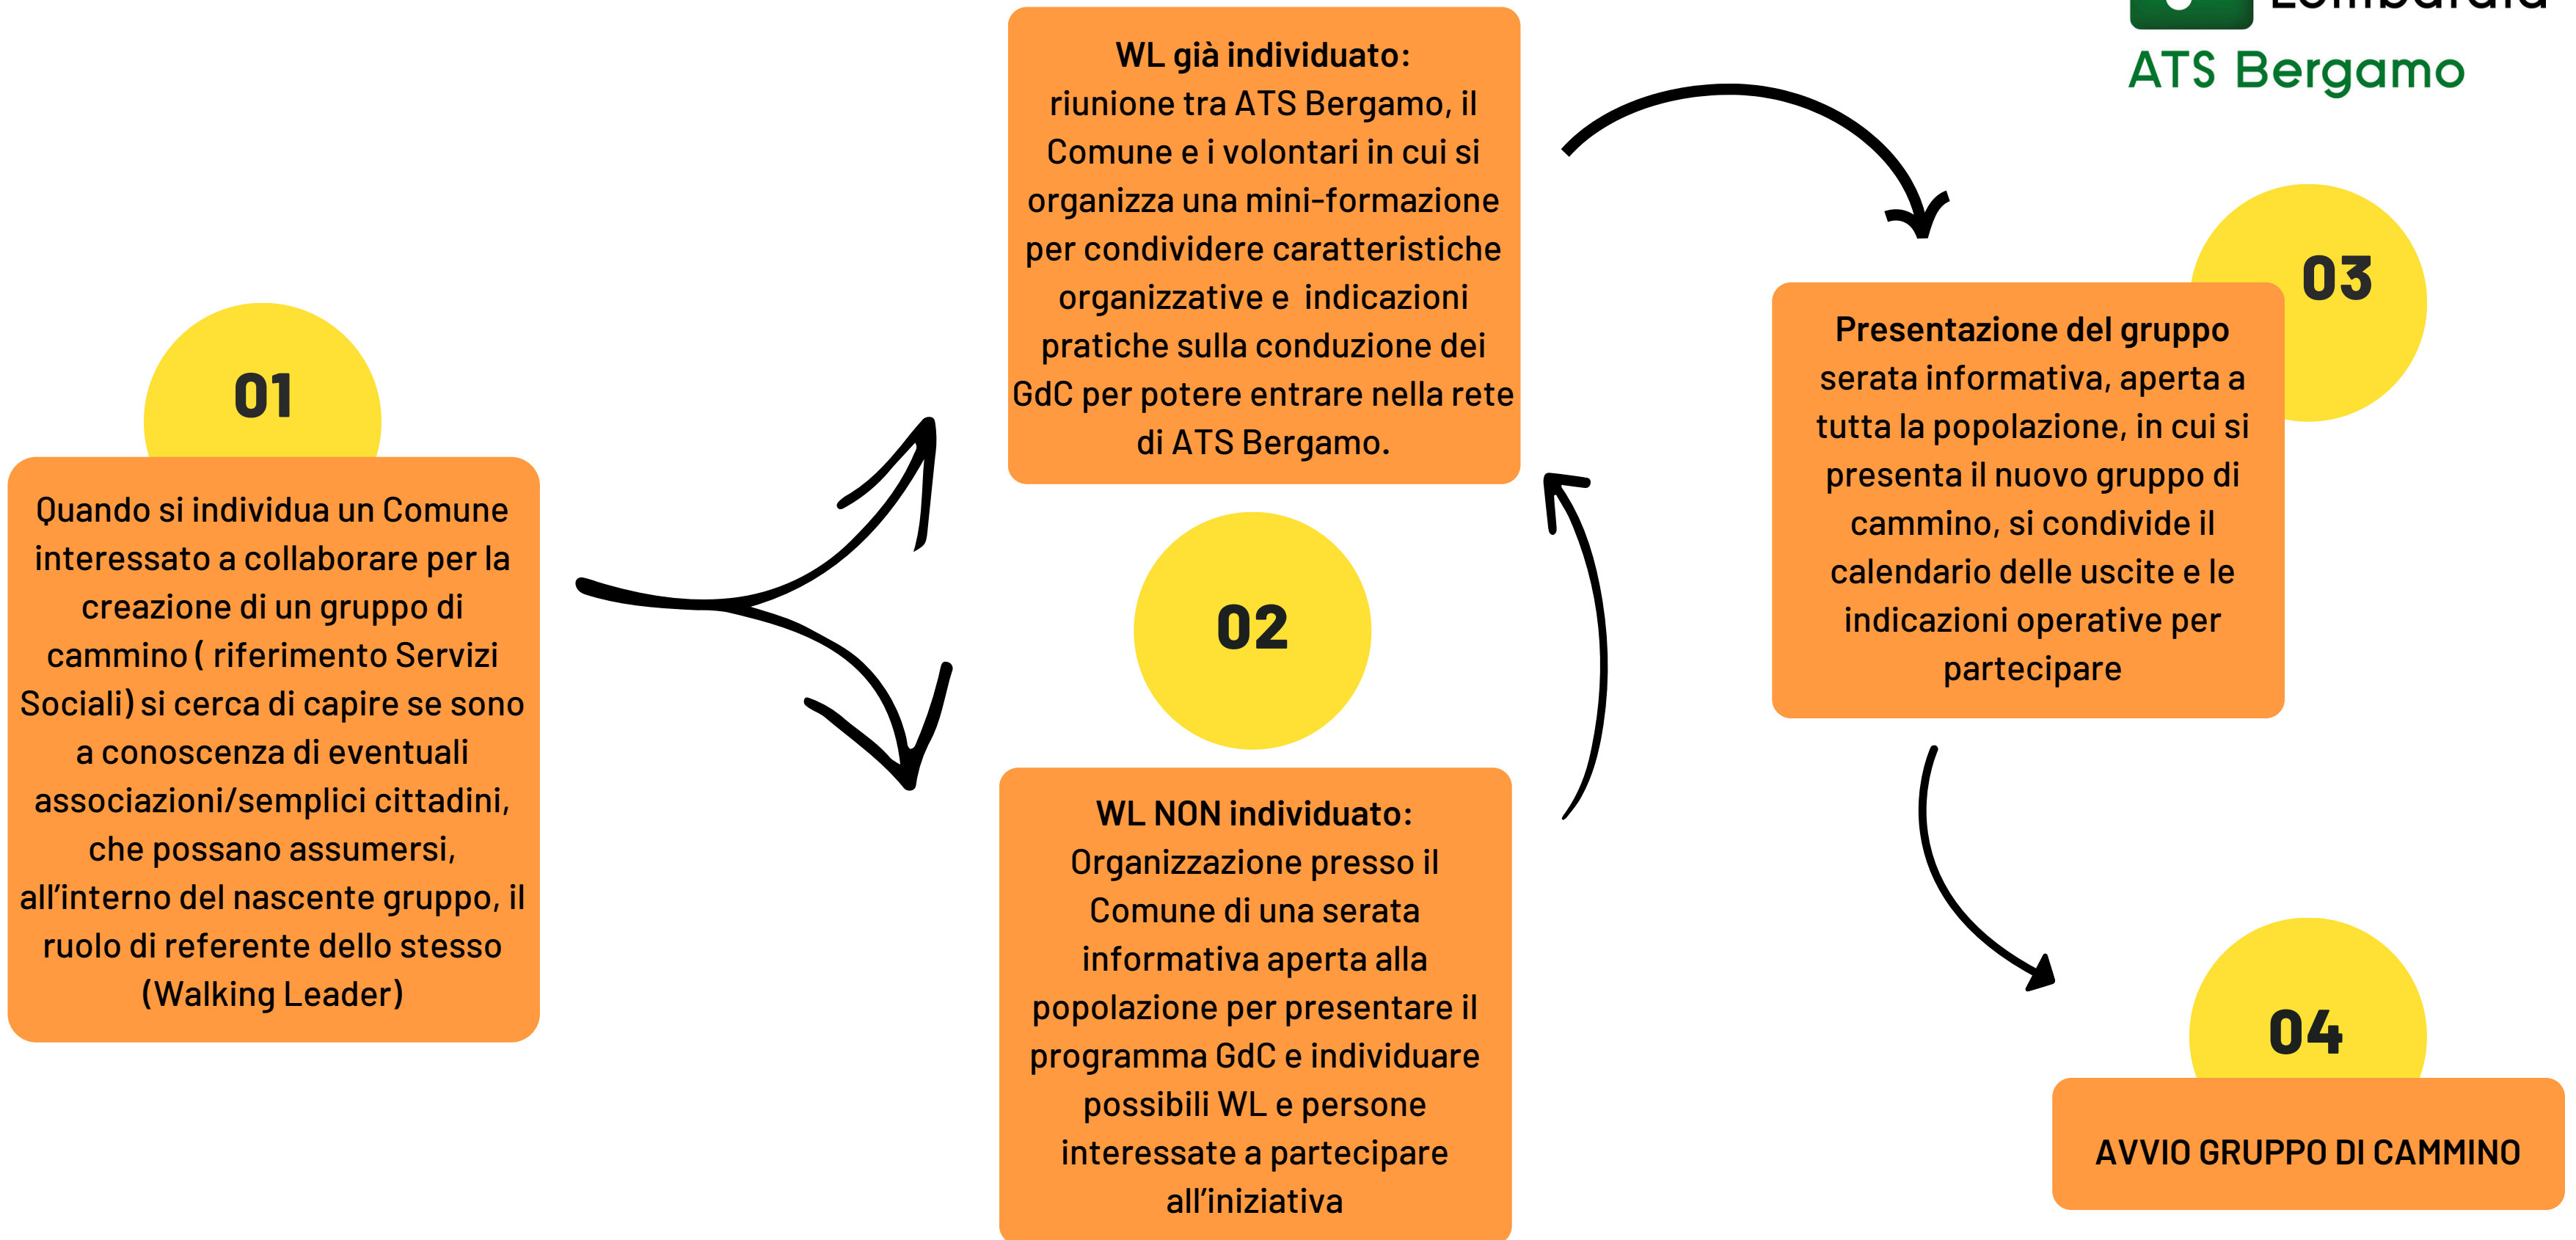 Lombardia
ATS Bergamo
01
Quando si individua un Comune
interessato a collaborare per la
creazione di un gruppo di
cammino ( riferimento Servizi
Sociali) si cerca di capire se sono
a conoscenza di eventuali
associazioni/semplici cittadini,
che possano assumersi,
all'interno del nascente gruppo, il
ruolo di referente dello stesso
(Walking Leader)
WL già individuato:
riunione tra ATS Bergamo, il
Comune e i volontari in cui si
organizza una mini-formazione
per condividere caratteristiche
organizzative e  indicazioni
pratiche sulla conduzione dei
GdC per potere entrare nella rete
di ATS Bergamo.
02
WL NON individuato:
Organizzazione presso il
Comune di una serata
informativa aperta alla
popolazione per presentare il
programma GdC e individuare
possibili WL e persone
interessate a partecipare
all'iniziativa
03
Presentazione del gruppo
serata informativa, aperta a
tutta la popolazione, in cui si
presenta il nuovo gruppo di
cammino, si condivide il
calendario delle uscite e le
indicazioni operative per
partecipare
04
AVVIO GRUPPO DI CAMMINO